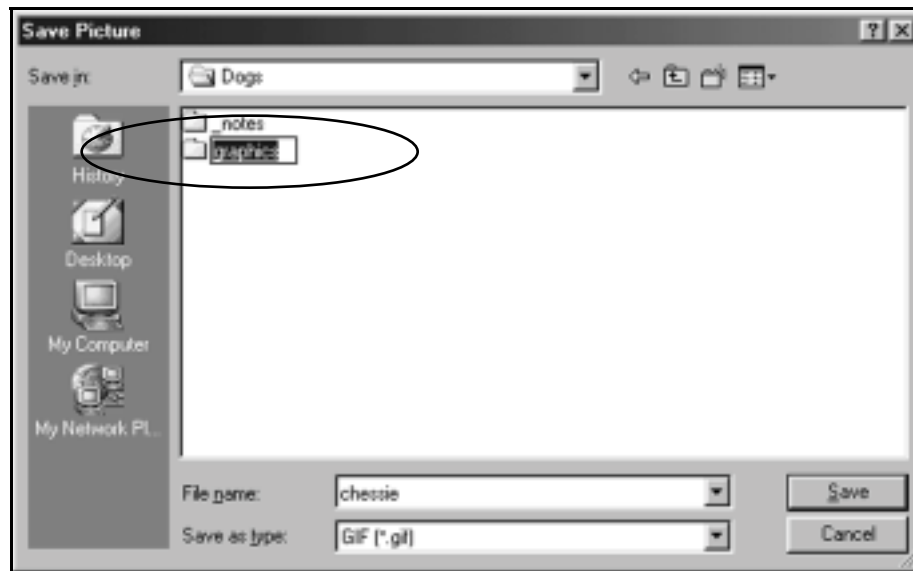 Save Picture
Save in:
Dogs
_notes
graphics
History
Desktop
My Computer
My Network Pl...
File name:
chessie
Save
Save as type:
GIF (*.gif)
Cancel